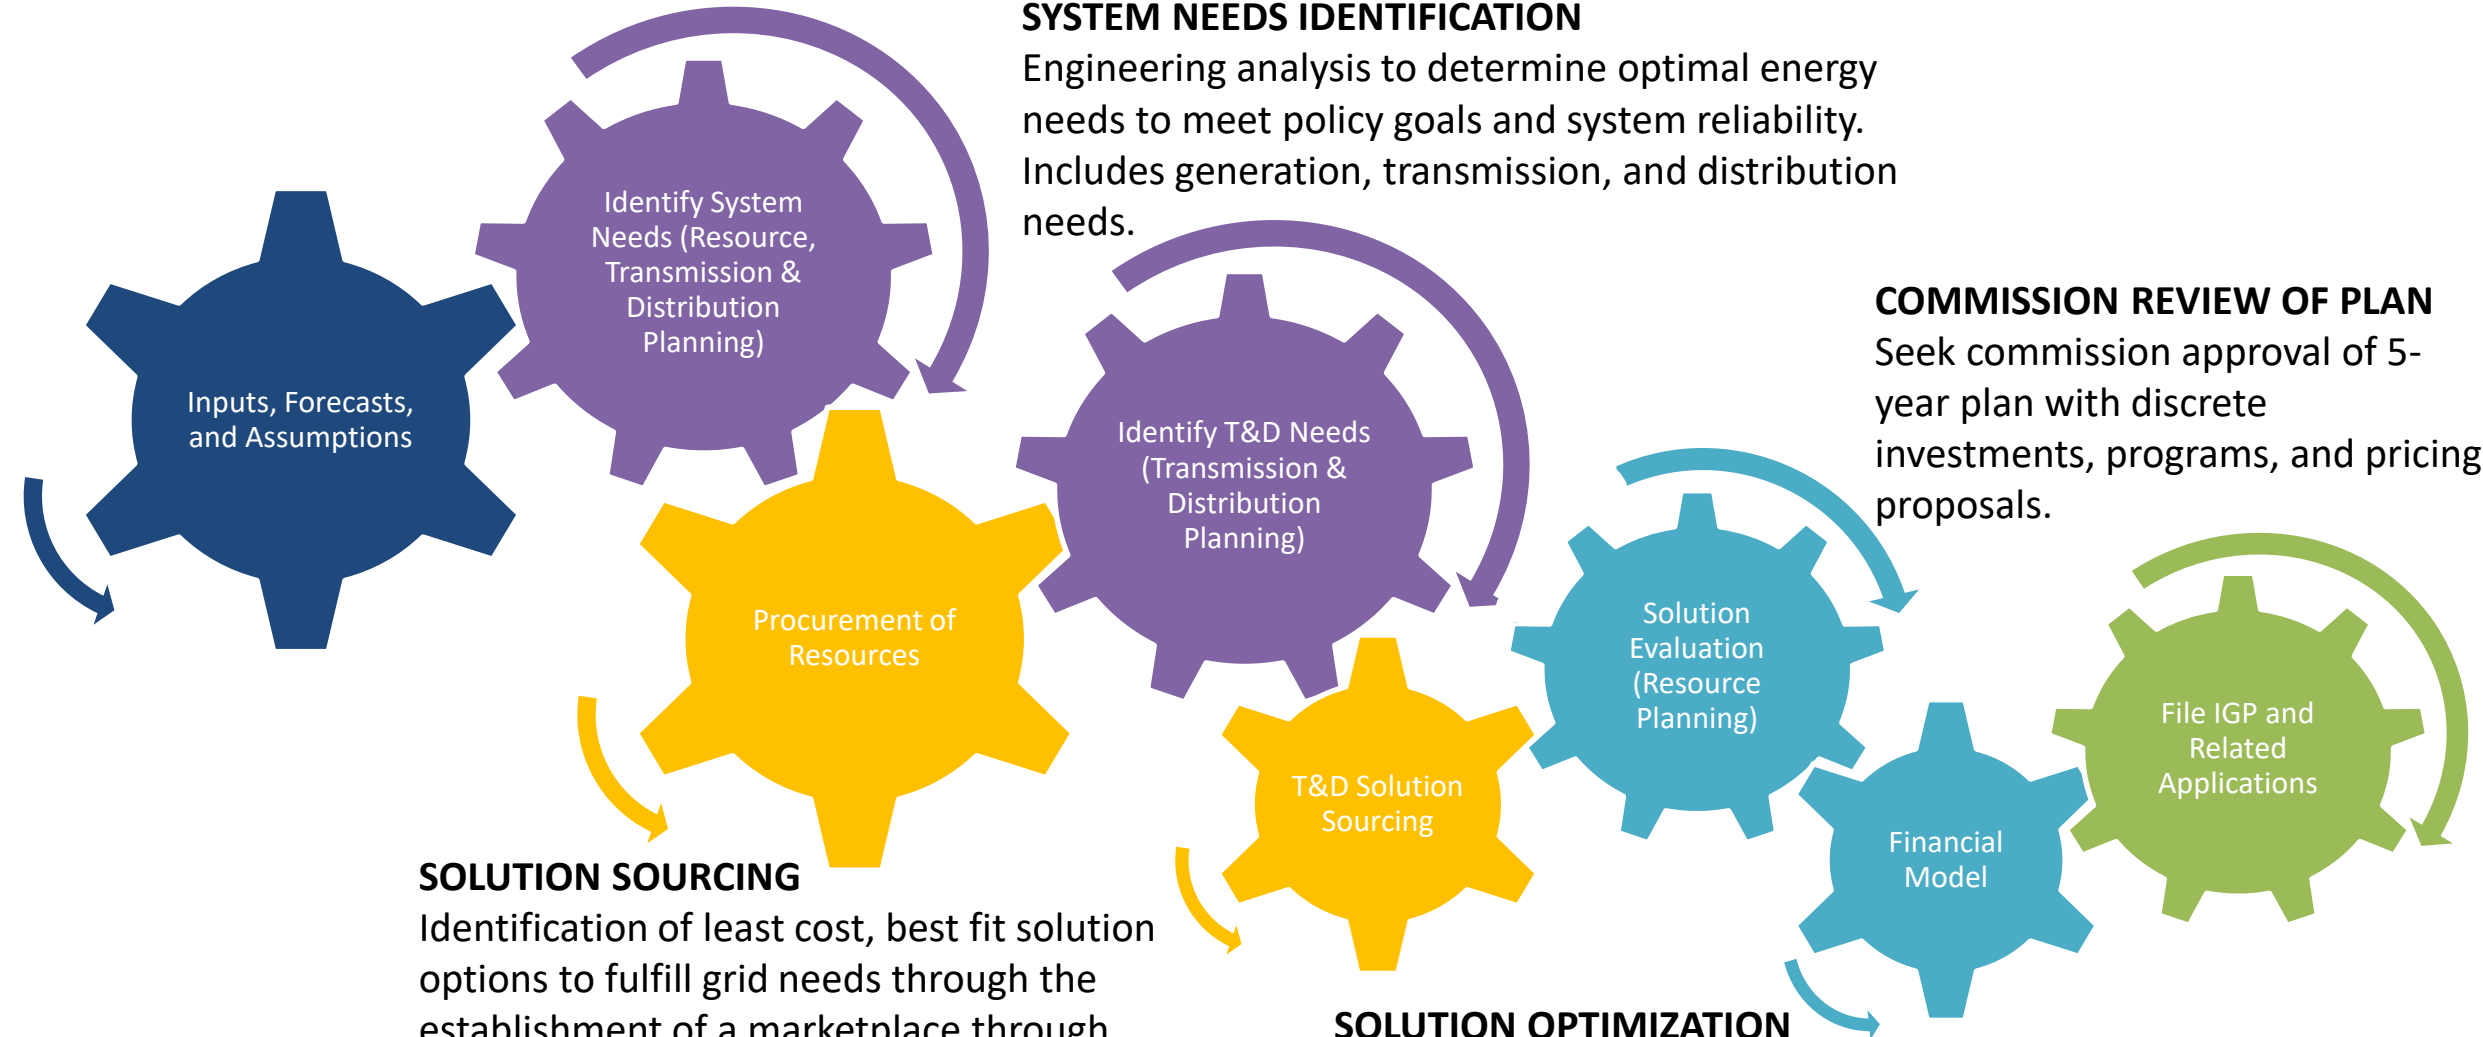 SYSTEM NEEDS IDENTIFICATION
Engineering analysis to determine optimal energy
needs to meet policy goals and system reliability.
Includes generation, transmission, and distribution
needs.
Identify System
Needs (Resource,
Transmission &
Distribution
Planning)
Inputs, Forecasts,
and Assumptions
COMMISSION REVIEW OF PLAN
Seek commission approval of 5-
year plan with discrete
investments, programs, and pricing
proposals.
Identify T&D Needs
(Transmission &
Distribution
Planning)
Procurement of
Resources
Solution
Evaluation
(Resource
Planning)
T&D Solution
Sourcing
File IGP and
Related
Applications
Financial
Model
SOLUTION SOURCING
Identification of least cost, best fit solution
options to fulfill grid needs through the
establishment of a marketplace through
SOLUTION OPTIMIZATION